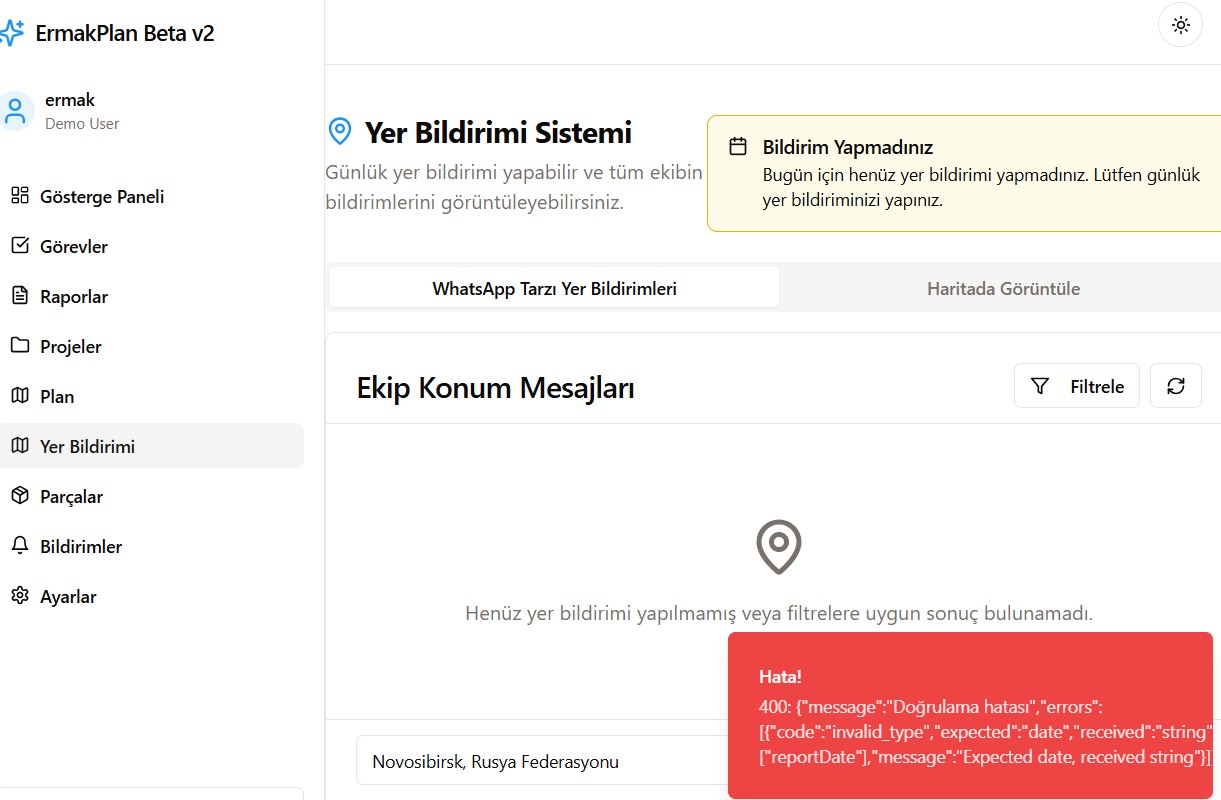 ErmakPlan Beta v2
ermak
Demo User
Gösterge Paneli
Görevler
Raporlar
Projeler
Plan
Yer Bildirimi
Parçalar
Bildirimler
Ayarlar
Yer Bildirimi Sistemi
Günlük yer bildirimi yapabilir ve tüm ekibin
bildirimlerini görüntüleyebilirsiniz.
Bildirim Yapmadınız
Bugün için henüz yer bildirimi yapmadınız. Lütfen günlük
yer bildiriminizi yapınız.
WhatsApp Tarzı Yer Bildirimleri
Haritada Görüntüle
Ekip Konum Mesajları
Filtrele
Henüz yer bildirimi yapılmamış veya filtrelere uygun sonuç bulunamadı.
Novosibirsk, Rusya Federasyonu
Hata!
400: {"message":"Doğrulama hatası","errors":
[{"code":"invalid_type","expected":"date","received":"string"
["reportDate"],"message":"Expected date, received string"}]